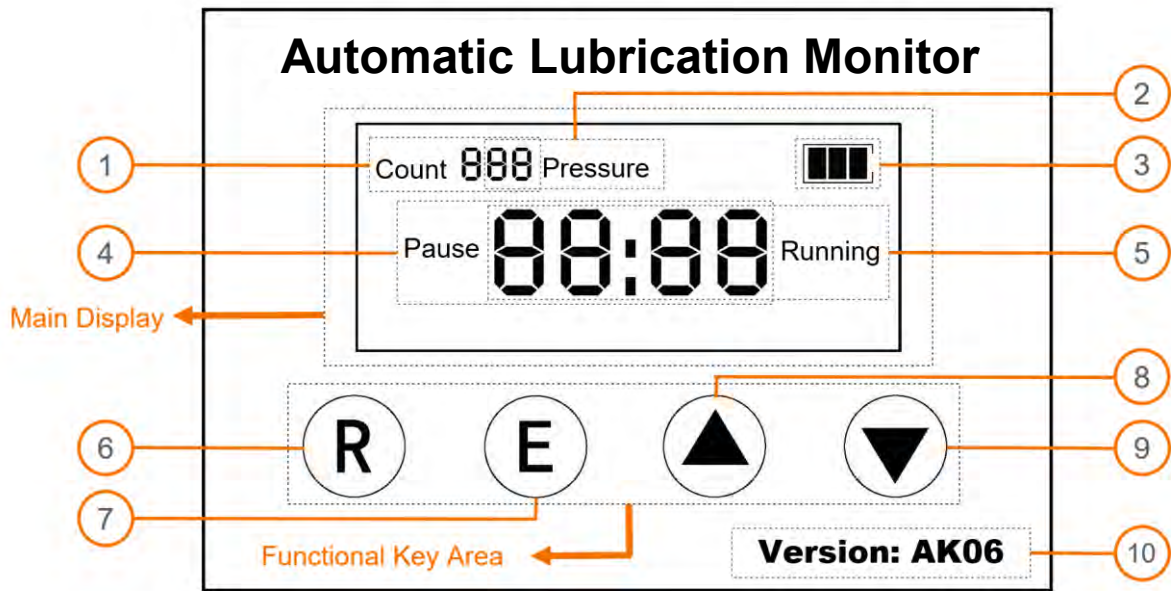 Automatic Lubrication Monitor
2
1
Count 888 Pressure
3
4
Pause 88:88 Running
5
Main Display
8
6
R E
9
7
Functional Key Area
Version: AK06
10